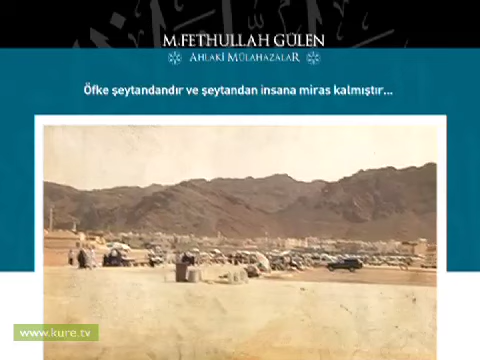 M.FETHULLAH GÜLEN
AHLAKİ MÜLAHAZALAR
Öfke şeytandandır ve şeytandan insana miras kalmıştır...
www.kure.tv